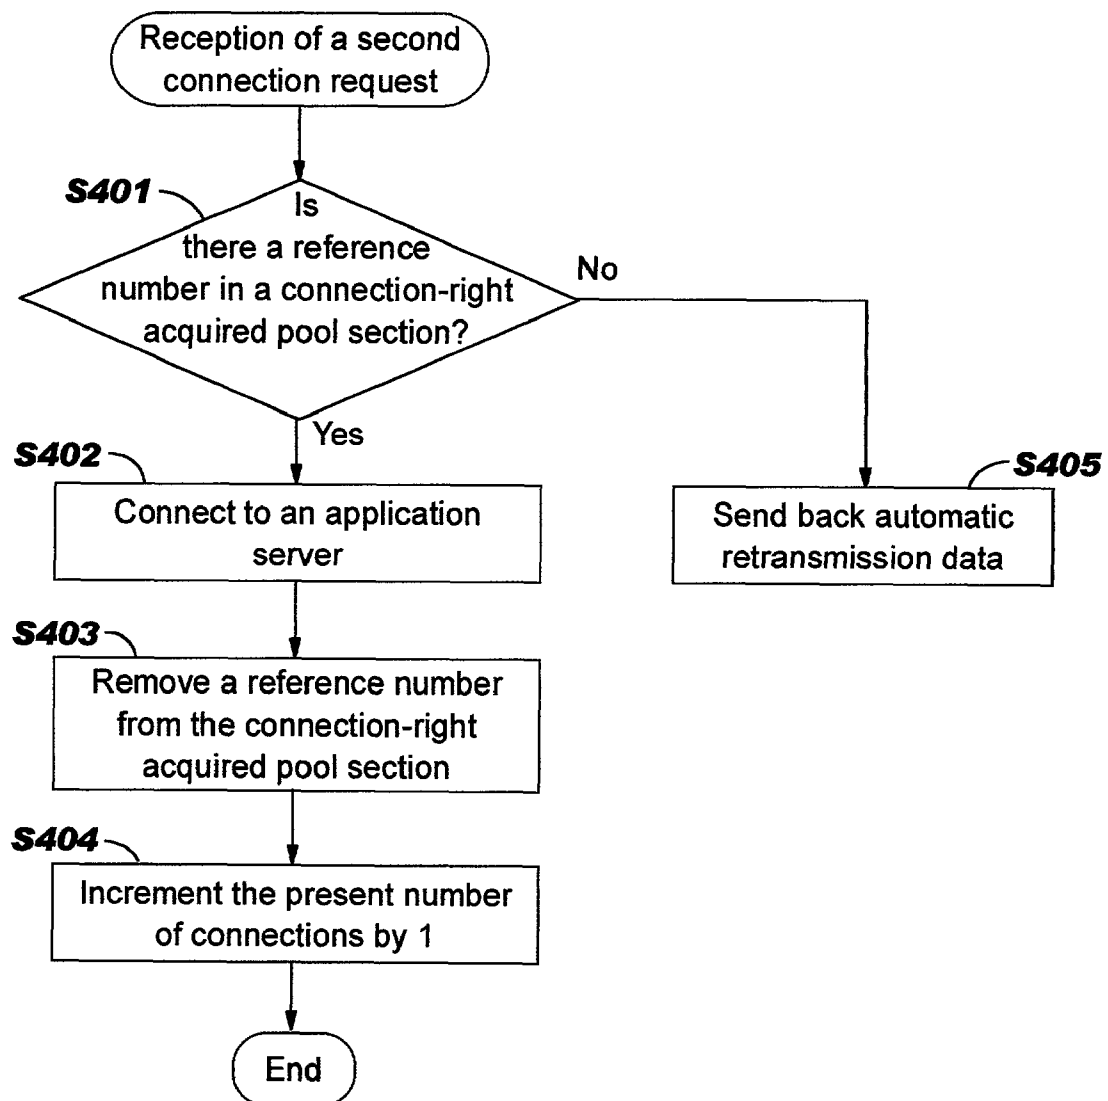 Reception of a second
connection request
S401
Is
there a reference
number in a connection-right
acquired pool section?
No
Yes
S402
Connect to an application
server
S405
Send back automatic
retransmission data
S403
Remove a reference number
from the connection-right
acquired pool section
S404
Increment the present number
of connections by 1
End